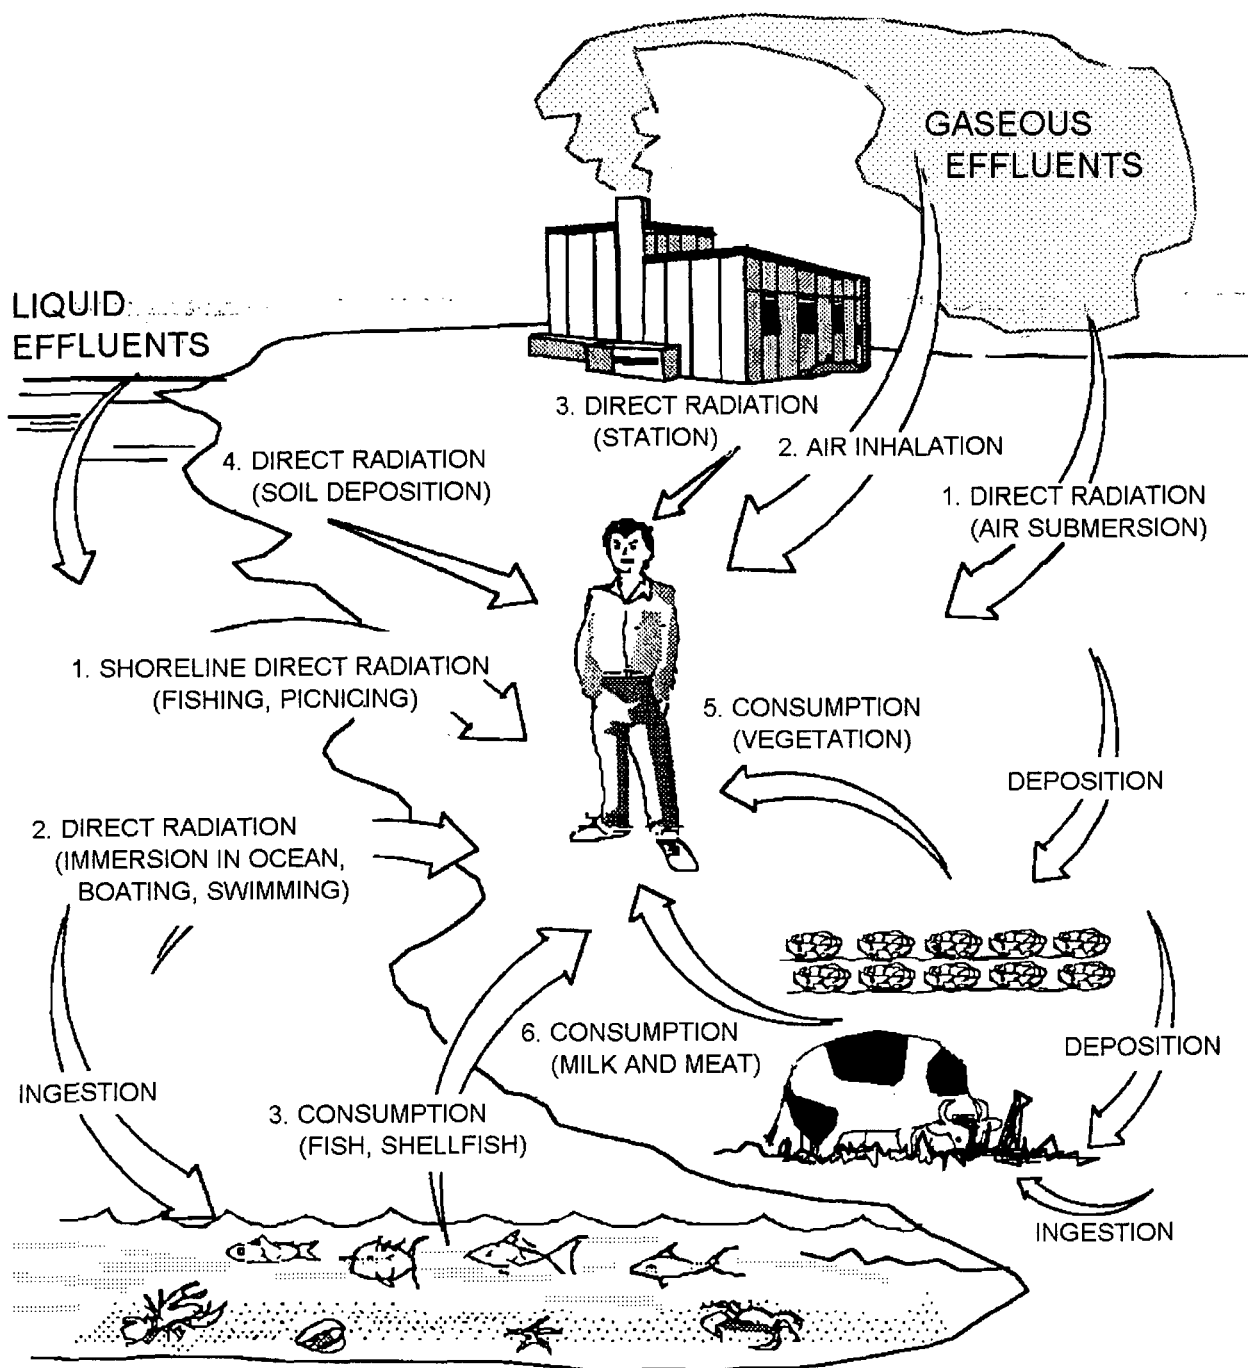 GASEOUS
EFFLUENTS
LIQUID
EFFLUENTS
3. DIRECT RADIATION
(STATION)
2. AIR INHALATION
4. DIRECT RADIATION
(SOIL DEPOSITION)
1. DIRECT RADIATION
(AIR SUBMERSION)
1. SHORELINE DIRECT RADIATION
(FISHING, PICNICING)
5. CONSUMPTION
(VEGETATION)
DEPOSITION
2. DIRECT RADIATION
(IMMERSION IN OCEAN,
BOATING, SWIMMING)
6. CONSUMPTION
(MILK AND MEAT)
DEPOSITION
INGESTION
3. CONSUMPTION
(FISH, SHELLFISH)
INGESTION